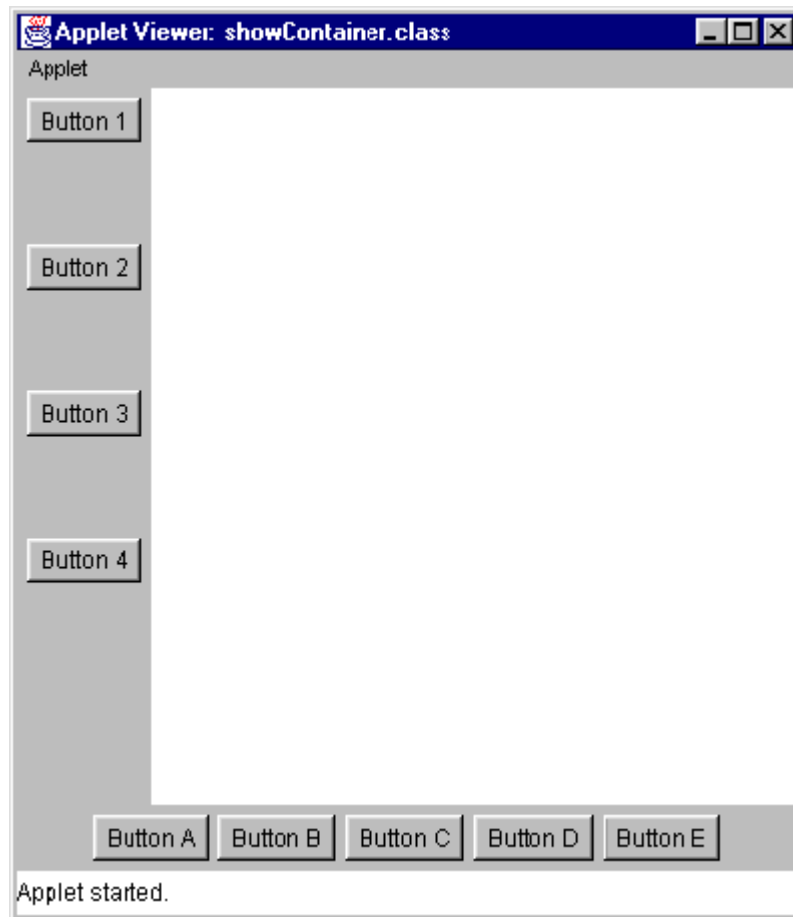 Applet Viewer: showContainer.class
Applet
Button 1
Button 2
Button 3
Button 4
Button A Button B Button C Button D Button E
Applet started.